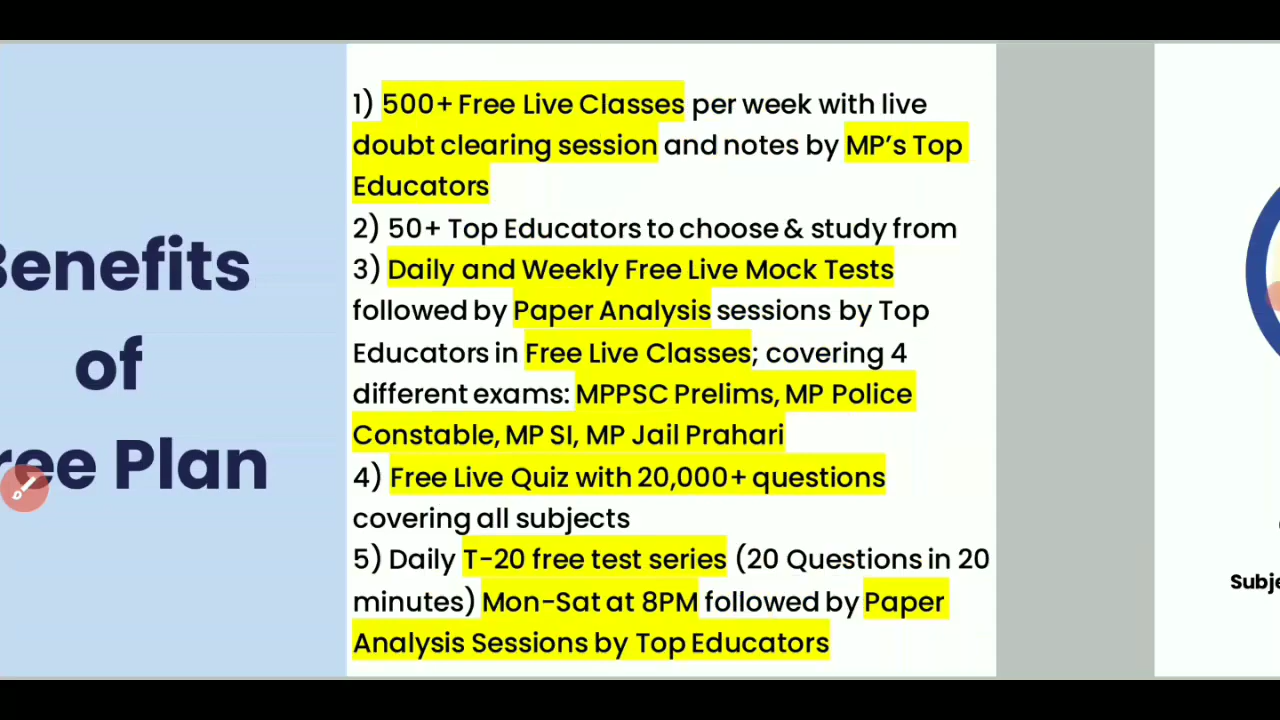 Benefits
of
Free Plan
1) 500+ Free Live Classes per week with live
doubt clearing session and notes by MP’s Top
Educators
2) 50+ Top Educators to choose & study from
3) Daily and Weekly Free Live Mock Tests
followed by Paper Analysis sessions by Top
Educators in Free Live Classes; covering 4
different exams: MPPSC Prelims, MP Police
Constable, MP SI, MP Jail Prahari
4) Free Live Quiz with 20,000+ questions
covering all subjects
5) Daily T-20 free test series (20 Questions in 20
minutes) Mon-Sat at 8PM followed by Paper
Analysis Sessions by Top Educators